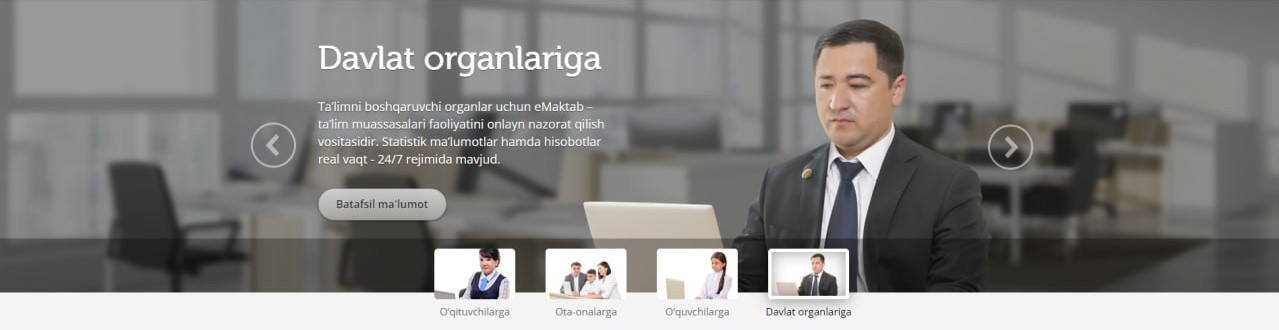 Davlat organlariga
Ta'limni boshqaruvchi organlar uchun eMaktab –
ta'lim muassasalari faoliyatini onlayn nazorat qilish
vositasidir. Statistik ma'lumotlar hamda hisobotlar
real vaqt - 24/7 rejimida mavjud.
Batafsil ma'lumot
O'qituvchilarga
Ota-onalarga
O'quvchilarga
Davlat organlariga